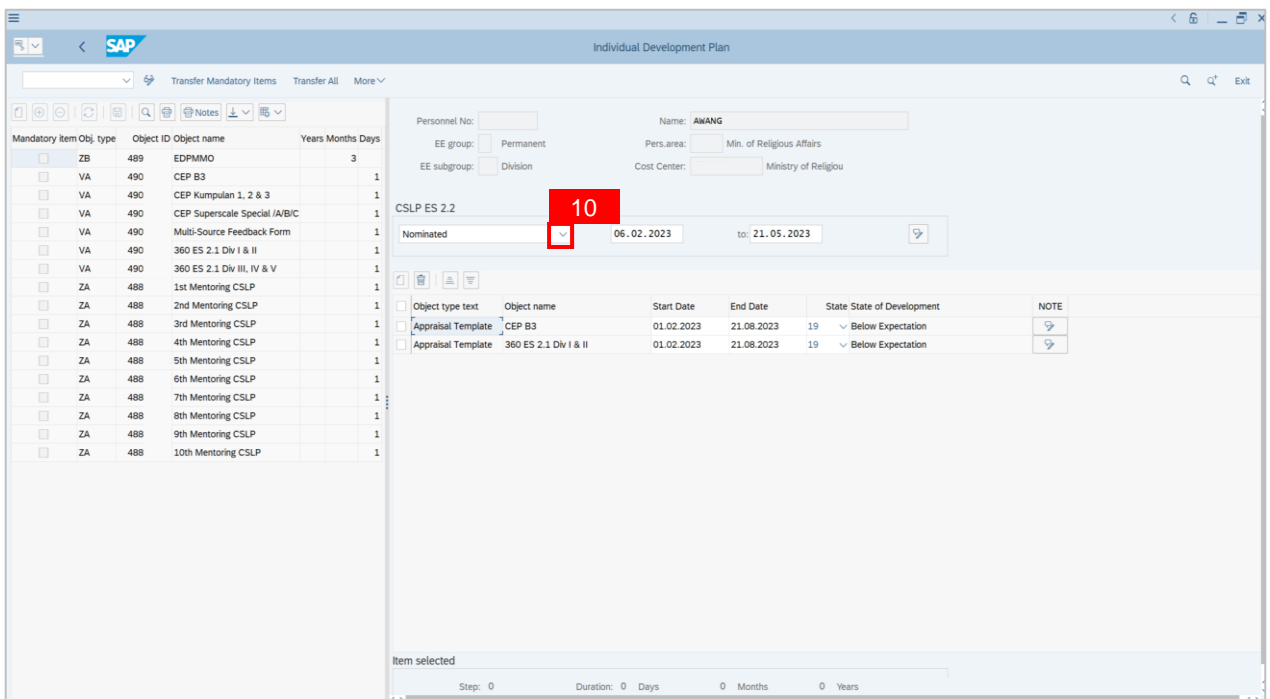 SAP
Individual Development Plan
Transfer Mandatory Items Transfer All More
Exit
Notes
Mandatory item Obj. type Object ID Object name Years Months Days
ZB 489 EDPMMO 3
VA 490 CEP B3 1
VA 490 CEP Kumpulan 1, 2 & 3 1
VA 490 CEP Superscale Special /A/B/C 1
VA 490 Multi-Source Feedback Form 1
VA 490 360 ES 2.1 Div I & II 1
VA 490 360 ES 2.1 Div III, IV & V 1
ZA 488 1st Mentoring CSLP 1
ZA 488 2nd Mentoring CSLP 1
ZA 488 3rd Mentoring CSLP 1
ZA 488 4th Mentoring CSLP 1
ZA 488 5th Mentoring CSLP 1
ZA 488 6th Mentoring CSLP 1
ZA 488 7th Mentoring CSLP 1
ZA 488 8th Mentoring CSLP 1
ZA 488 9th Mentoring CSLP 1
ZA 488 10th Mentoring CSLP 1
Personnel No: Name: AWANG
EE group: Permanent Pers.area: Min. of Religious Affairs
EE subgroup: Division Cost Center: Ministry of Religiou
CSLP ES 2.2
10
Nominated 06.02.2023 to: 21.05.2023
Object type text Object name Start Date End Date State State of Development NOTE
Appraisal Template CEP B3 01.02.2023 21.08.2023 19 Below Expectation
Appraisal Template 360 ES 2.1 Div I & II 01.02.2023 21.08.2023 19 Below Expectation
Item selected
Step: 0 Duration: 0 Days 0 Months 0 Years